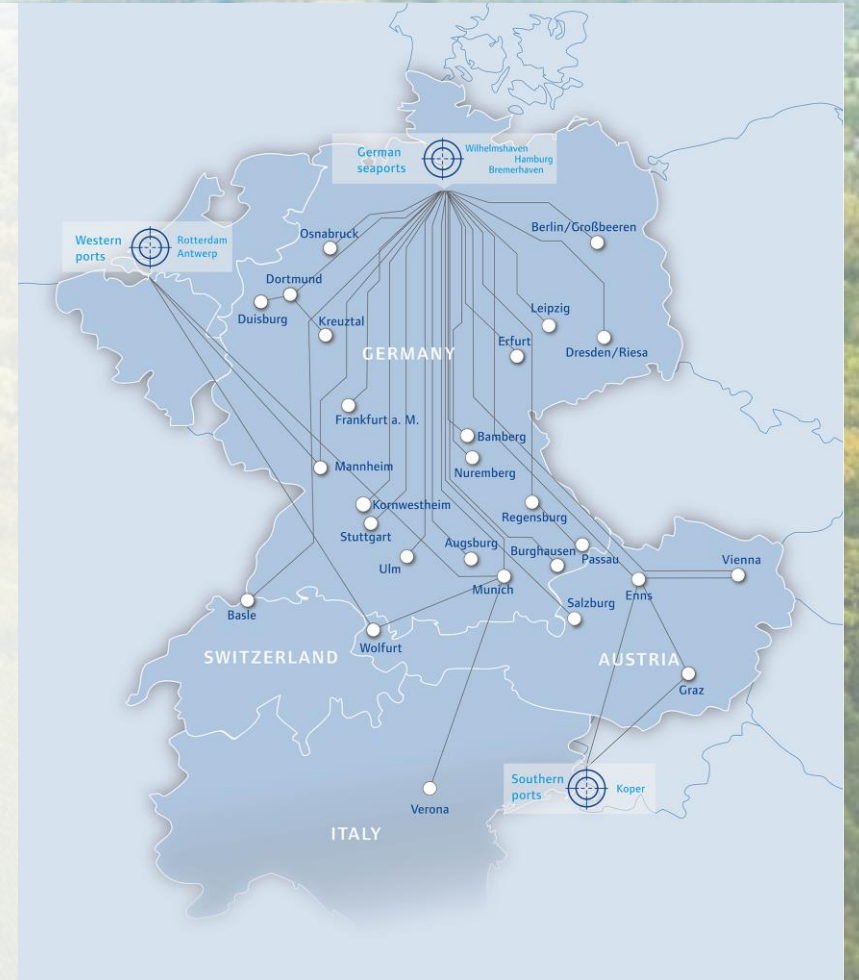 German
seaports
Wilhelmshaven
Hamburg
Bremerhaven
Western
ports
Rotterdam
Antwerp
Osnabruck
Berlin/Großbeeren
Dortmund
Duisburg
Kreuztal
Leipzig
GERMANY
Erfurt
Dresden/Riesa
Frankfurt a. M.
Bamberg
Mannheim
Nuremberg
Kornwestheim
Regensburg
Stuttgart
Augsburg
Burghausen
Passau
Vienna
Ulm
Munich
Enns
Salzburg
Basle
Wolfurt
SWITZERLAND
AUSTRIA
Graz
Southern
ports
Koper
Verona
ITALY